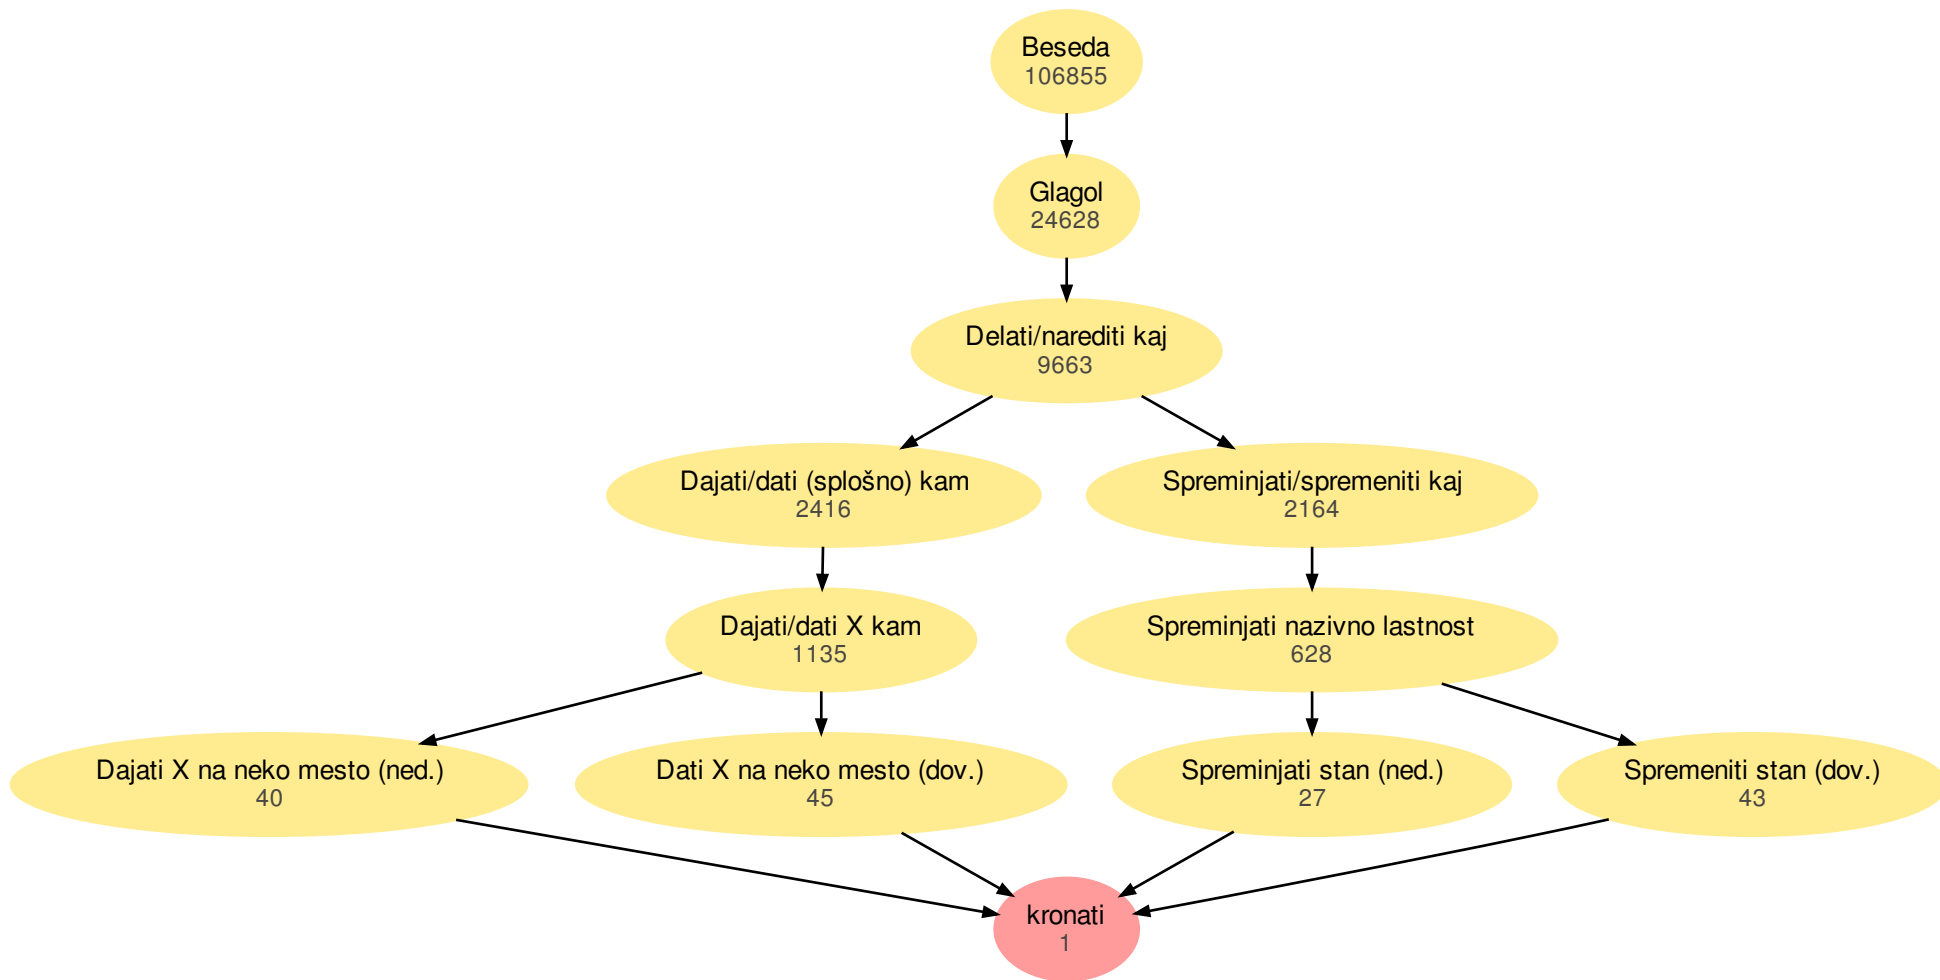 Beseda
106855
Glagol
24628
Delati/narediti kaj
9663
Dajati/dati (splošno) kam
2416
Spreminjati/spremeniti kaj
2164
Dajati/dati X kam
1135
Spreminjati nazivno lastnost
628
Dajati X na neko mesto (ned.)
40
Dati X na neko mesto (dov.)
45
Spreminjati stan (ned.)
27
Spremeniti stan (dov.)
43
kronati
1